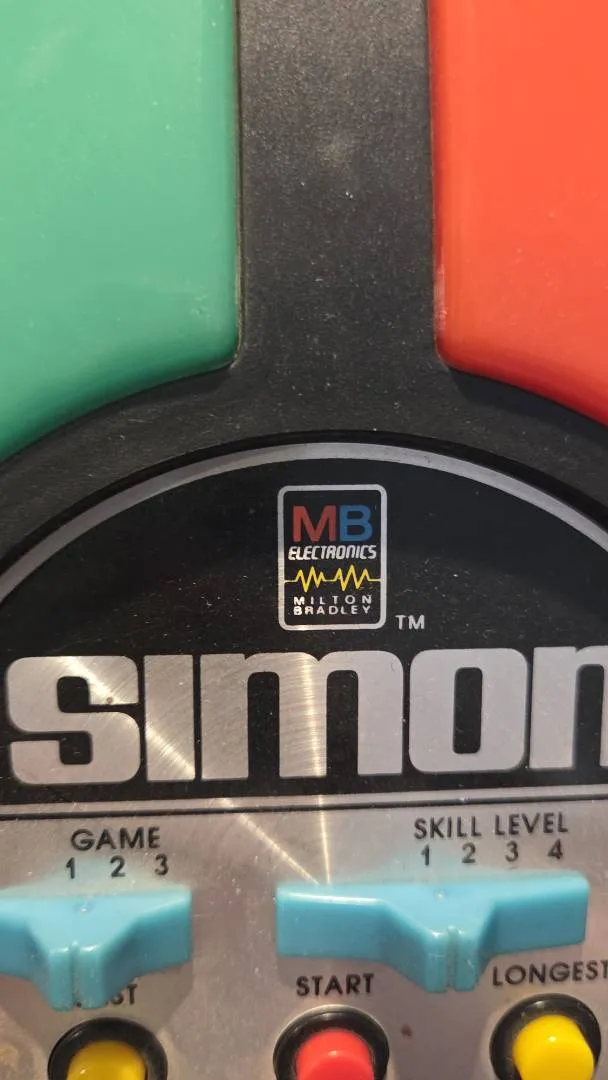 MB
ELECTRONICS
MILTON
BRADLEY
TM
simon
GAME
1 2 3
SKILL LEVEL
1 2 3 4
START
LONGEST